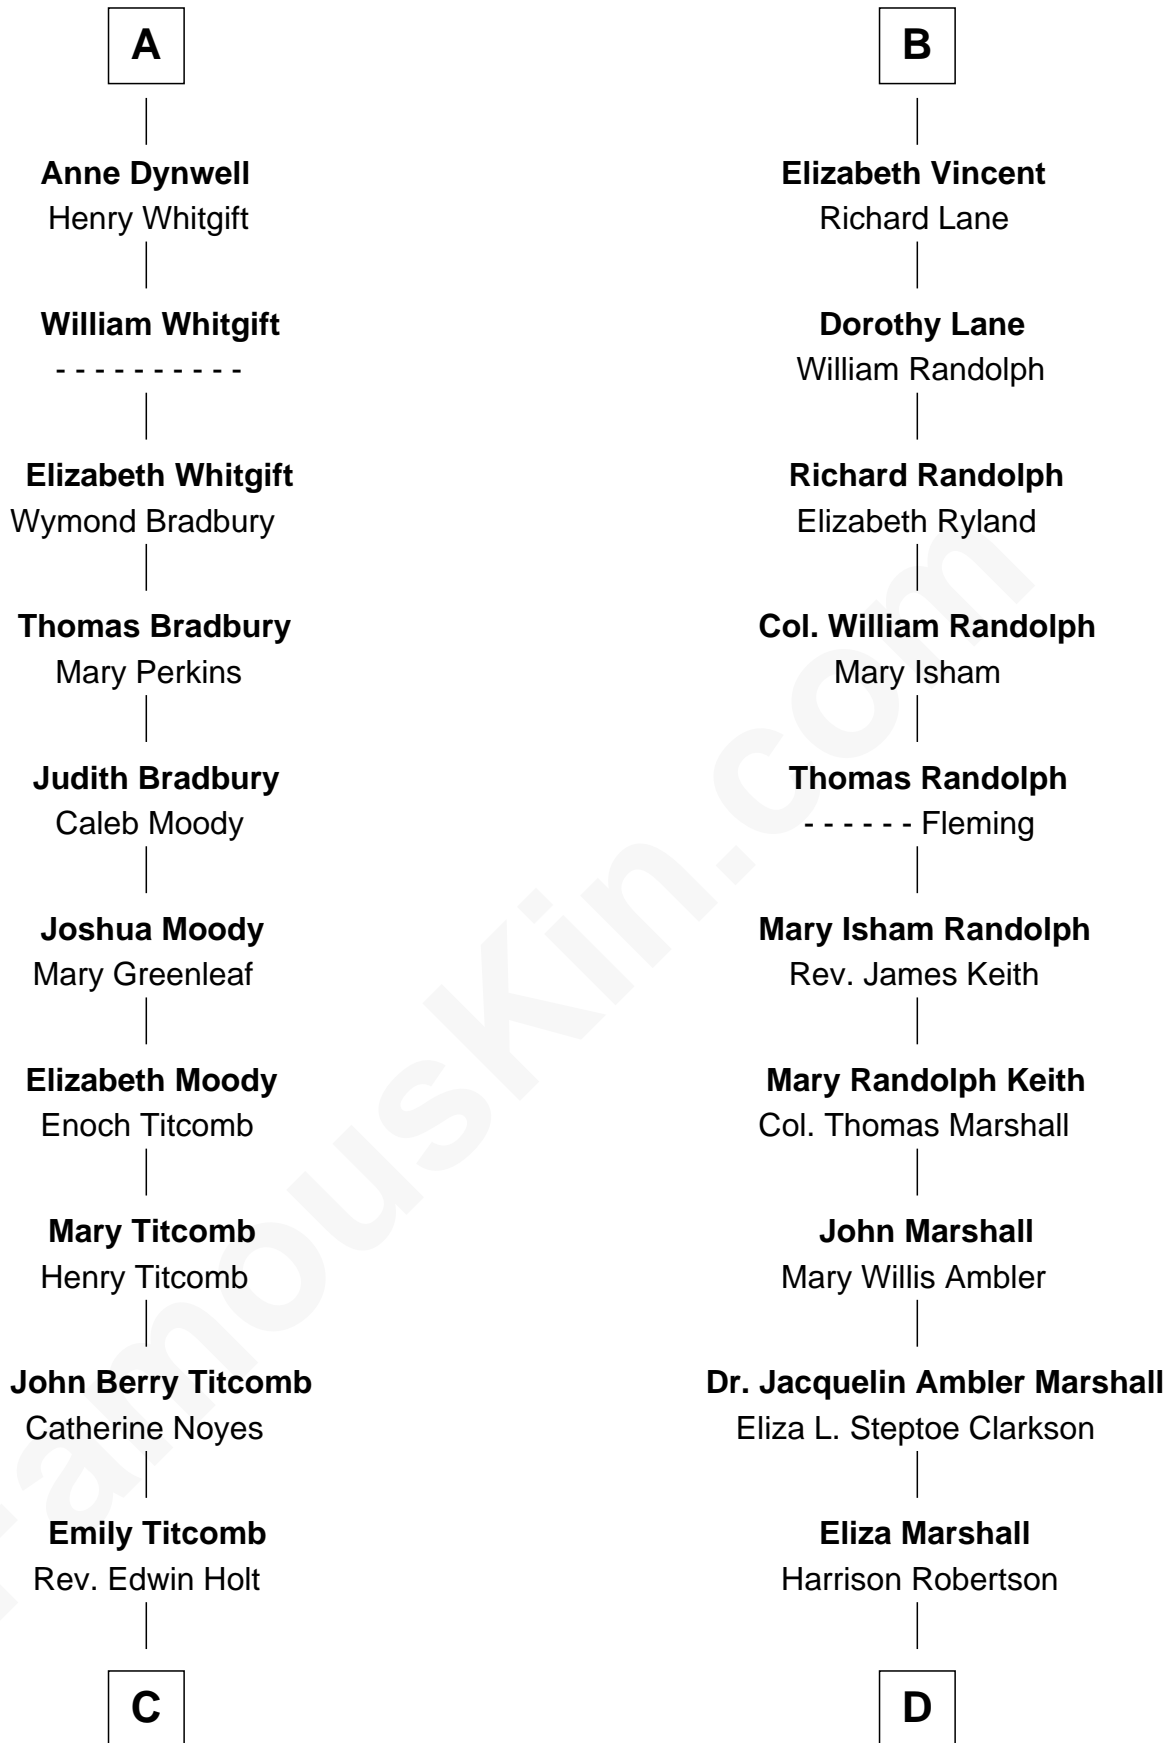 A
Anne Dynwell
Henry Whitgift
William Whitgift
- - - - - - - - - -
Elizabeth Whitgift
Wymond Bradbury
Thomas Bradbury
Mary Perkins
Judith Bradbury
Caleb Moody
Joshua Moody
Mary Greenleaf
Elizabeth Moody
Enoch Titcomb
Mary Titcomb
Henry Titcomb
John Berry Titcomb
Catherine Noyes
Emily Titcomb
Rev. Edwin Holt
C
B
Elizabeth Vincent
Richard Lane
Dorothy Lane
William Randolph
Richard Randolph
Elizabeth Ryland
Col. William Randolph
Mary Isham
Thomas Randolph
- - - - - - Fleming
Mary Isham Randolph
Rev. James Keith
Mary Randolph Keith
Col. Thomas Marshall
John Marshall
Mary Willis Ambler
Dr. Jacquelin Ambler Marshall
Eliza L. Steptoe Clarkson
Eliza Marshall
Harrison Robertson
D
FamousKin.com